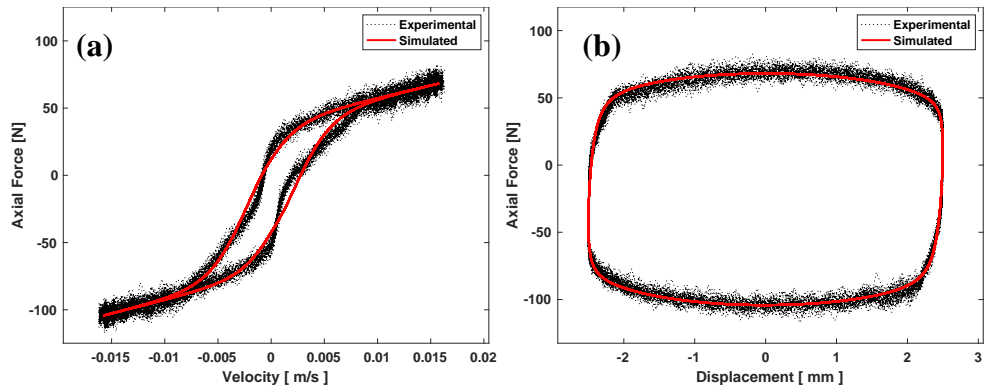 (a)
Experimental
Simulated
100
50
0
-50
-100
Axial Force [N]
-0.015
-0.01
-0.005
0
0.005
0.01
0.015
0.02
Velocity [ m/s ]
(b)
Experimental
Simulated
100
50
0
-50
-100
Axial Force [N]
-2
-1
0
1
2
3
Displacement [ mm ]